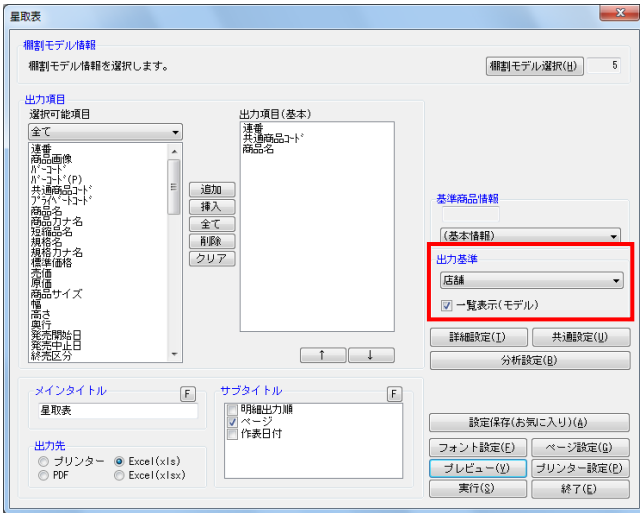 星取表
棚割モデル情報
棚割モデル情報を選択します。
棚割モデル選択(H)
5
出力項目
選択可能項目
全て
連番
商品画像
バーコード
バーコード(P)
共通商品コード
プライベートコード
商品名
商品カナ名
短縮品名
規格名
規格カナ名
標準価格
売価
原価
商品サイズ
幅
高さ
奥行
発売開始日
発売中止日
終売区分
追加
挿入
全て
削除
クリア
出力項目(基本)
連番
共通商品コード
商品名
↑
↓
基準商品情報
(基本情報)
出力基準
店舗
一覧表示(モデル)
詳細設定(I)
共通設定(U)
分析設定(B)
メインタイトル
F
星取表
サブタイトル
F
明細出力順
ページ
作表日付
出力先
プリンター
Excel(xls)
PDF
Excel(xlsx)
設定保存(お気に入り)(A)
フォント設定(F)
ページ設定(G)
プレビュー(V)
プリンター設定(P)
実行(S)
終了(E)